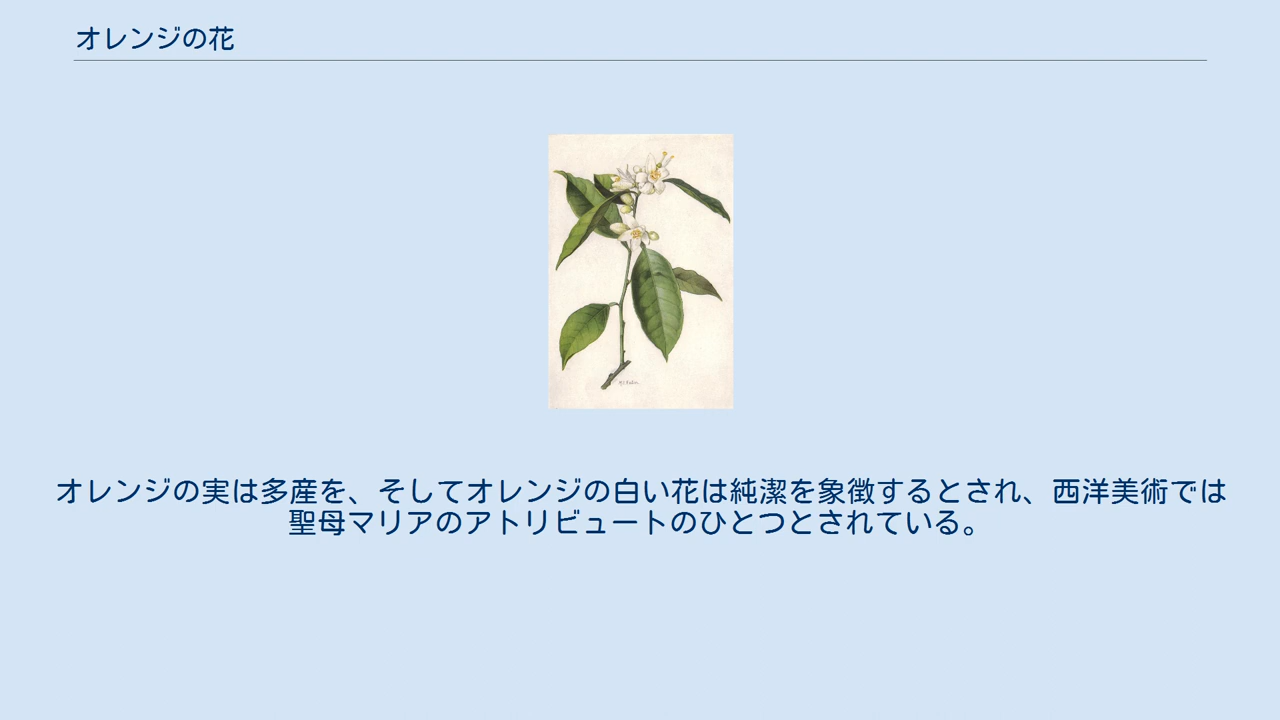 オレンジの花
オレンジの実は多産を、そしてオレンジの白い花は純潔を象徴するとされ、西洋美術では
聖母マリアのアトリビュートのひとつとされている。